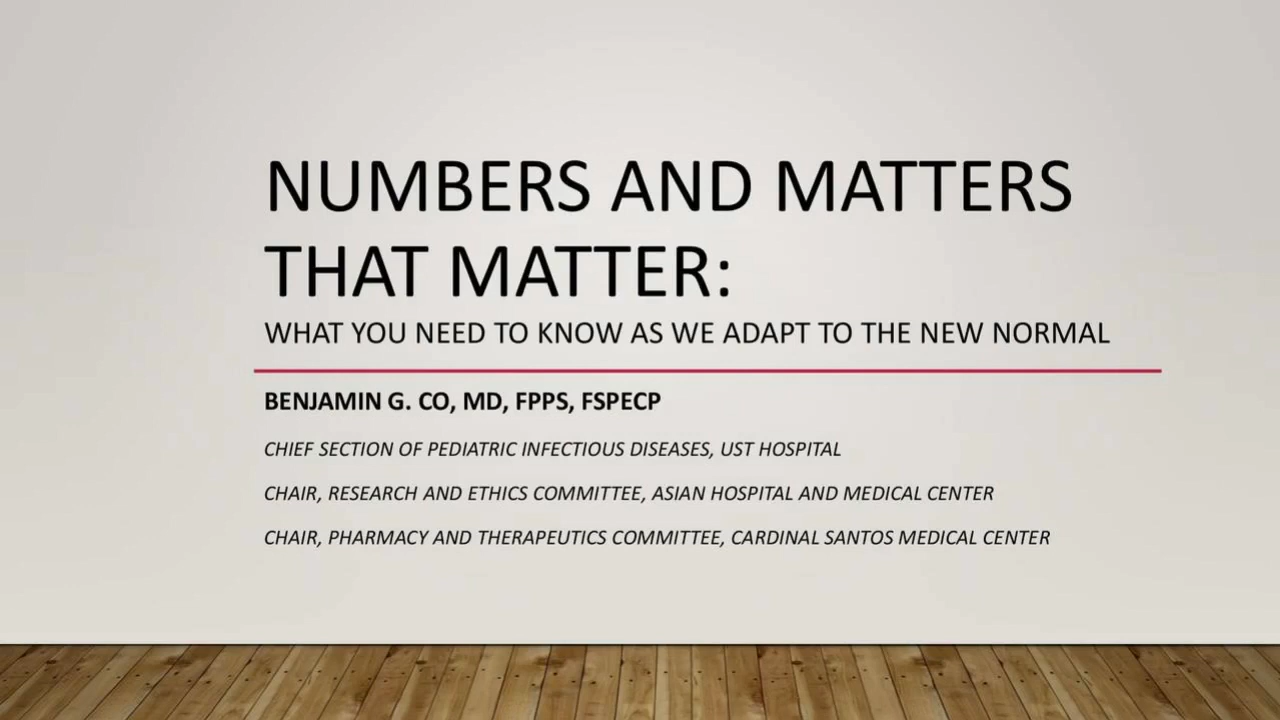 NUMBERS AND MATTERS
THAT MATTER:
WHAT YOU NEED TO KNOW AS WE ADAPT TO THE NEW NORMAL
BENJAMIN G. CO, MD, FPPS, FSPECP
CHIEF SECTION OF PEDIATRIC INFECTIOUS DISEASES, UST HOSPITAL
CHAIR, RESEARCH AND ETHICS COMMITTEE, ASIAN HOSPITAL AND MEDICAL CENTER
CHAIR, PHARMACY AND THERAPEUTICS COMMITTEE, CARDINAL SANTOS MEDICAL CENTER